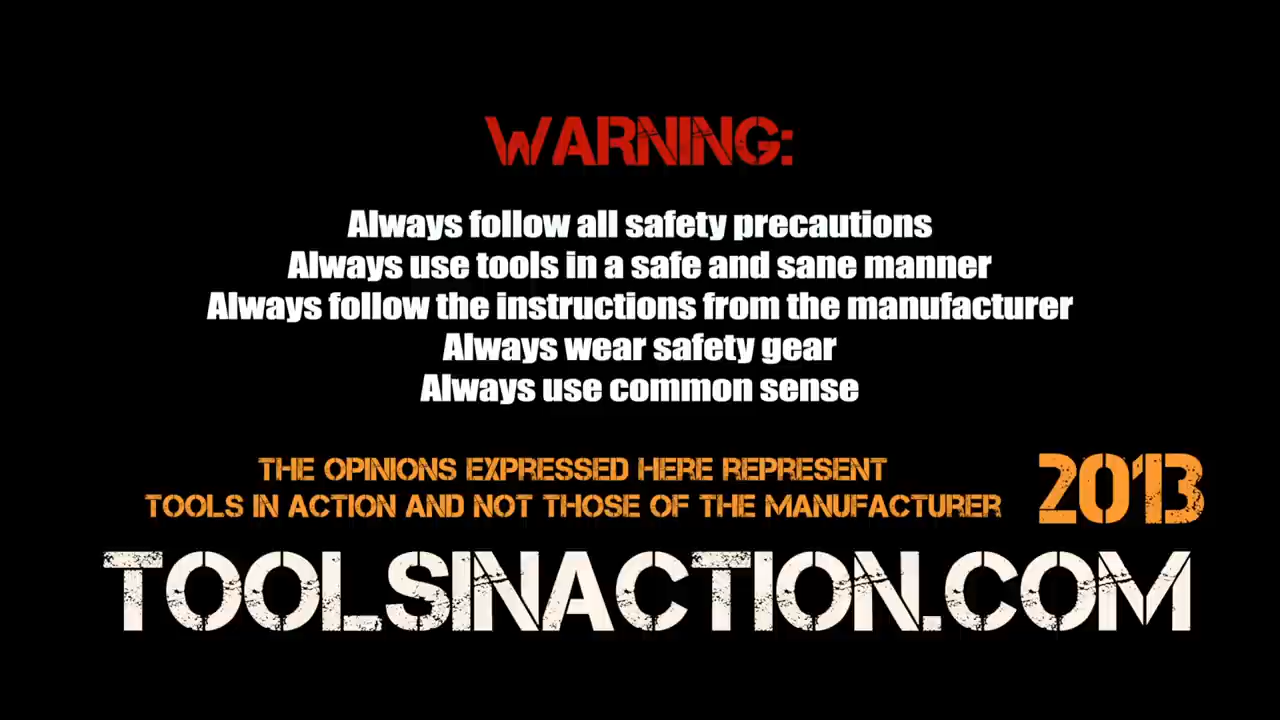 WARNING:
Always follow all safety precautions
Always use tools in a safe and sane manner
Always follow the instructions from the manufacturer
Always wear safety gear
Always use common sense
THE OPINIONS EXPRESSED HERE REPRESENT
TOOLS IN ACTION AND NOT THOSE OF THE MANUFACTURER
2013
TOOLSINACTION.COM